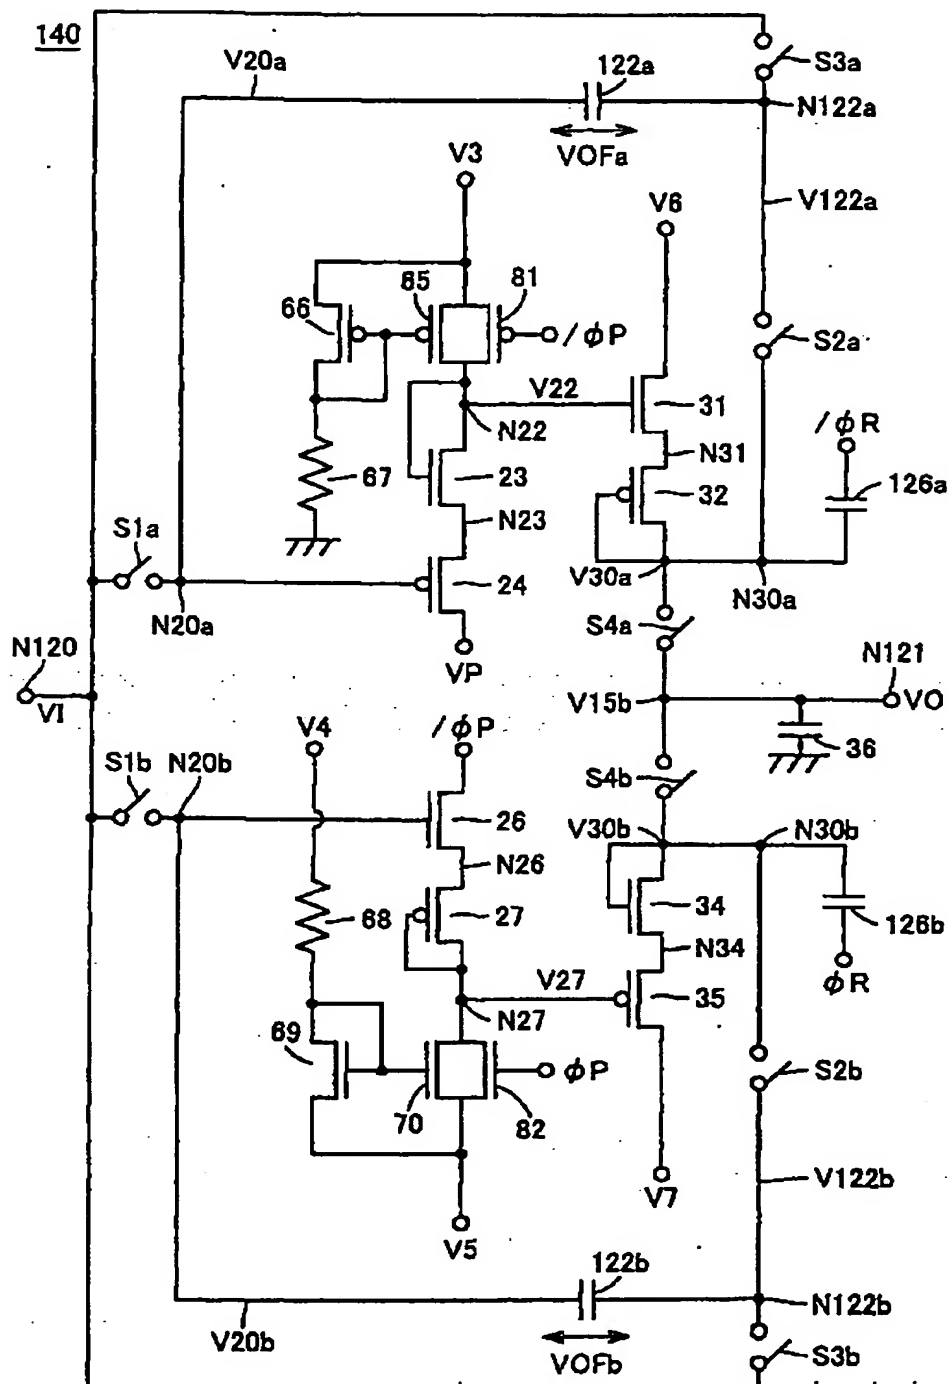 140
S3a
V20a
122a
N122a
VOFa
V3
V122a
V6
66
65
81
/φP
S2a
V22
31
N22
/φR
67
23
N31
32
126a
S1a
N23
24
V30a
N30a
N20a
S4a
VP
N120
N121
VI
V15b
VO
V4
/φP
36
S1b
N20b
S4b
26
V30b
N30b
N26
34
68
27
126b
N34
V27
35
φR
69
N27
φP
S2b
70
82
V122b
V7
V5
122b
N122b
V20b
VOFb
S3b